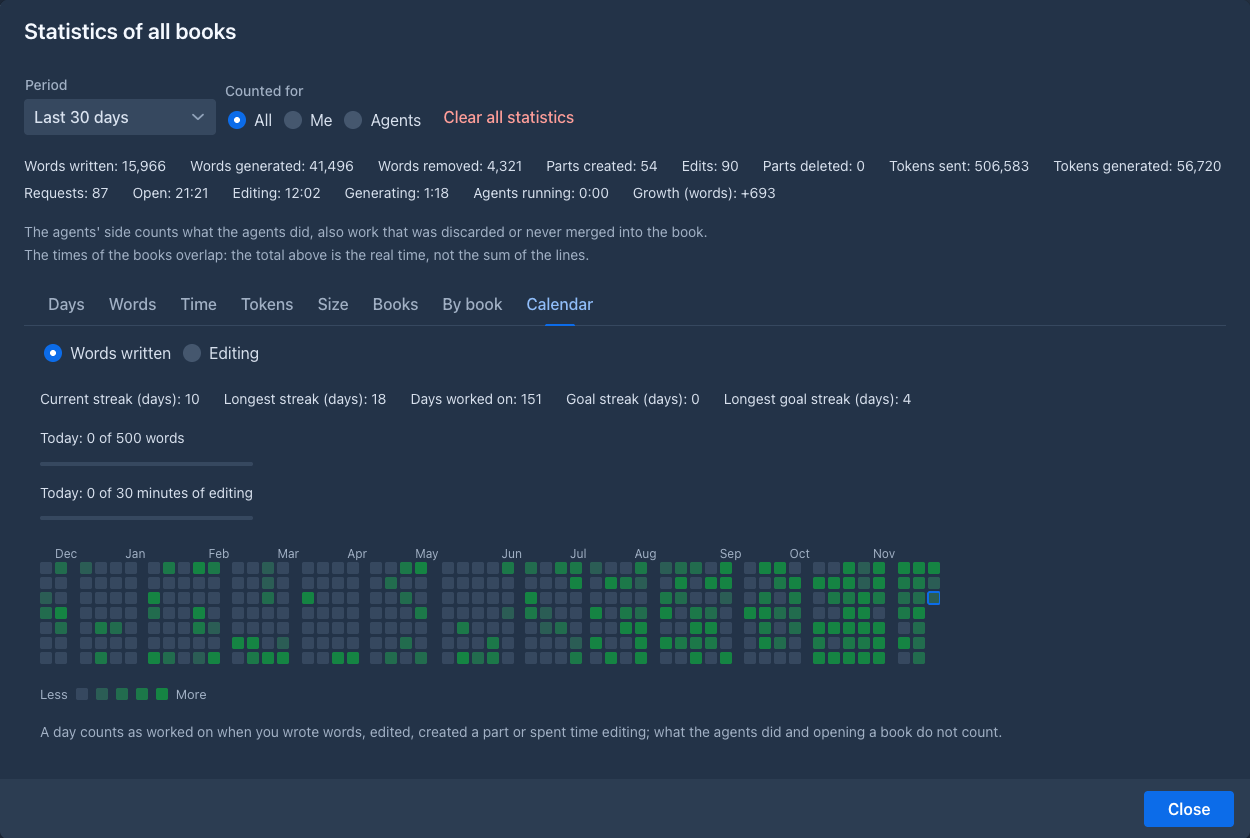 Statistics of all books
Period
Counted for
Last 30 days
All Me Agents Clear all statistics
Words written: 15,966 Words generated: 41,496 Words removed: 4,321 Parts created: 54 Edits: 90 Parts deleted: 0 Tokens sent: 506,583 Tokens generated: 56,720
Requests: 87 Open: 21:21 Editing: 12:02 Generating: 1:18 Agents running: 0:00 Growth (words): +693
The agents' side counts what the agents did, also work that was discarded or never merged into the book.
The times of the books overlap: the total above is the real time, not the sum of the lines.
Days Words Time Tokens Size Books By book Calendar
Words written Editing
Current streak (days): 10 Longest streak (days): 18 Days worked on: 151 Goal streak (days): 0 Longest goal streak (days): 4
Today: 0 of 500 words
Today: 0 of 30 minutes of editing
Dec Jan Feb Mar Apr May Jun Jul Aug Sep Oct Nov
Less More
A day counts as worked on when you wrote words, edited, created a part or spent time editing; what the agents did and opening a book do not count.
Close